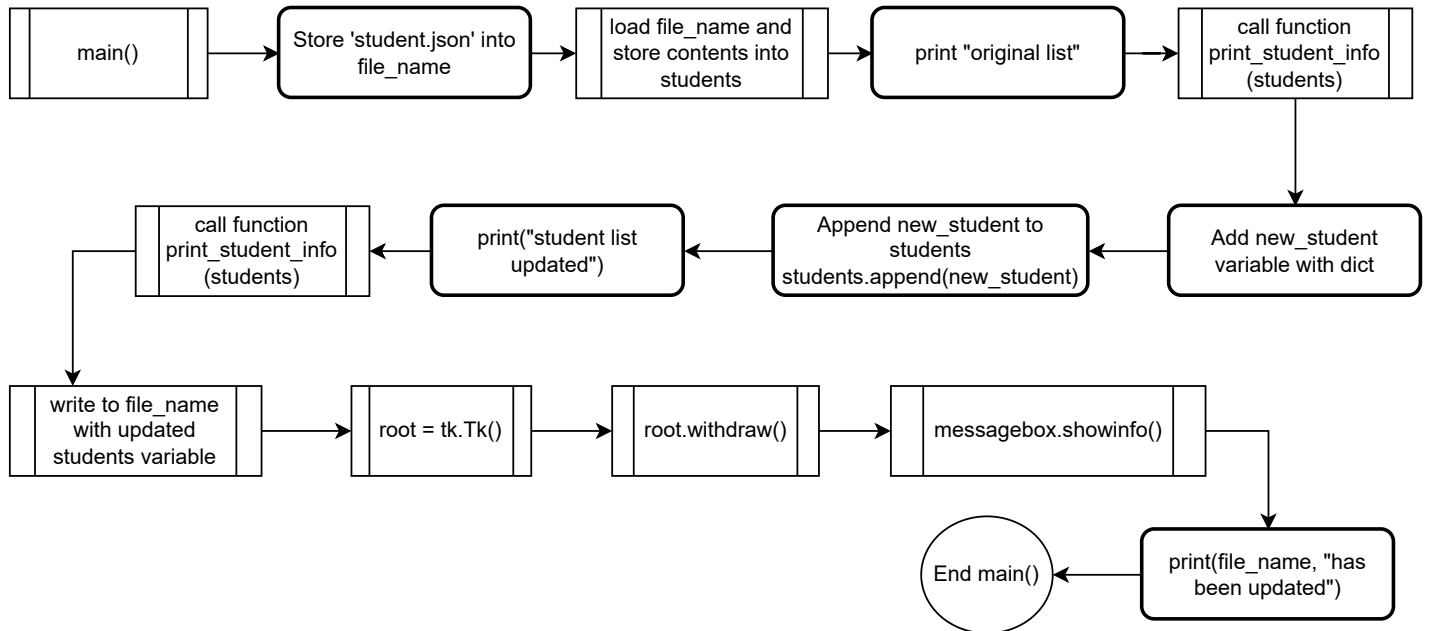 main()
Store 'student.json' into
file_name
load file_name and
store contents into
students
print "original list"
call function
print_student_info
(students)
Add new_student
variable with dict
Append new_student to
students
students.append(new_student)
print("student list
updated")
call function
print_student_info
(students)
write to file_name
with updated
students variable
root = tk.Tk()
root.withdraw()
messagebox.showinfo()
print(file_name, "has
been updated")
End main()